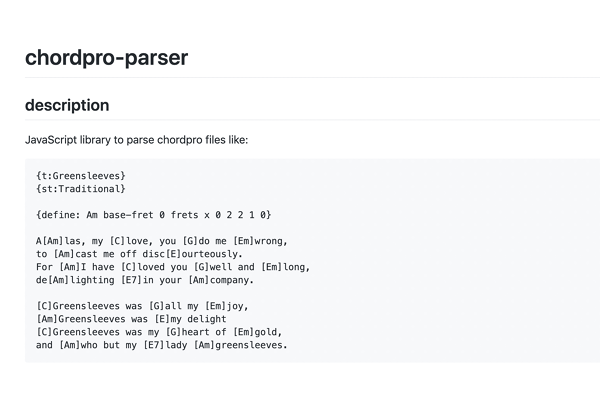 chordpro-parser
description
JavaScript library to parse chordpro files like:
{t:Greensleeves}
{st:Traditional}
{define: Am base-fret 0 frets x 0 2 2 1 0}
A[Am]las, my [C]love, you [G]do me [Em]wrong,
to [Am]cast me off disc[E]ourteously.
For [Am]I have [C]loved you [G]well and [Em]long,
de[Am]lighting [E7]in your [Am]company.
[C]Greensleeves was [G]all my [Em]joy,
[Am]Greensleeves was [E]my delight
[C]Greensleeves was my [G]heart of [Em]gold,
and [Am]who but my [E7]lady [Am]greensleeves.